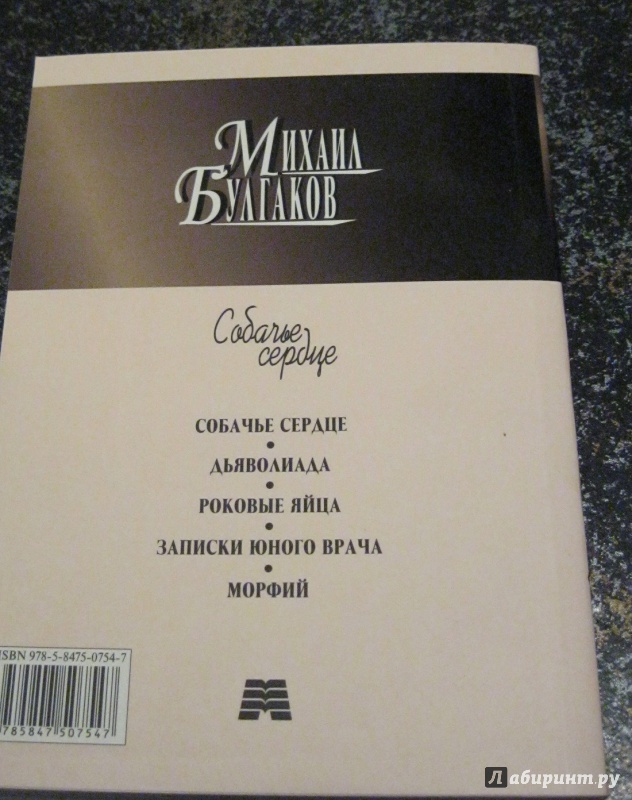 МИХАИЛ
БУЛГАКОВ
Собачье
сердце
СОБАЧЬЕ СЕРДЦЕ
•
ДЬЯВОЛИАДА
•
РОКОВЫЕ ЯЙЦА
•
ЗАПИСКИ ЮНОГО ВРАЧА
•
МОРФИЙ
ISBN 978-5-8475-0754-7
785847 507547
Лабиринт.ру